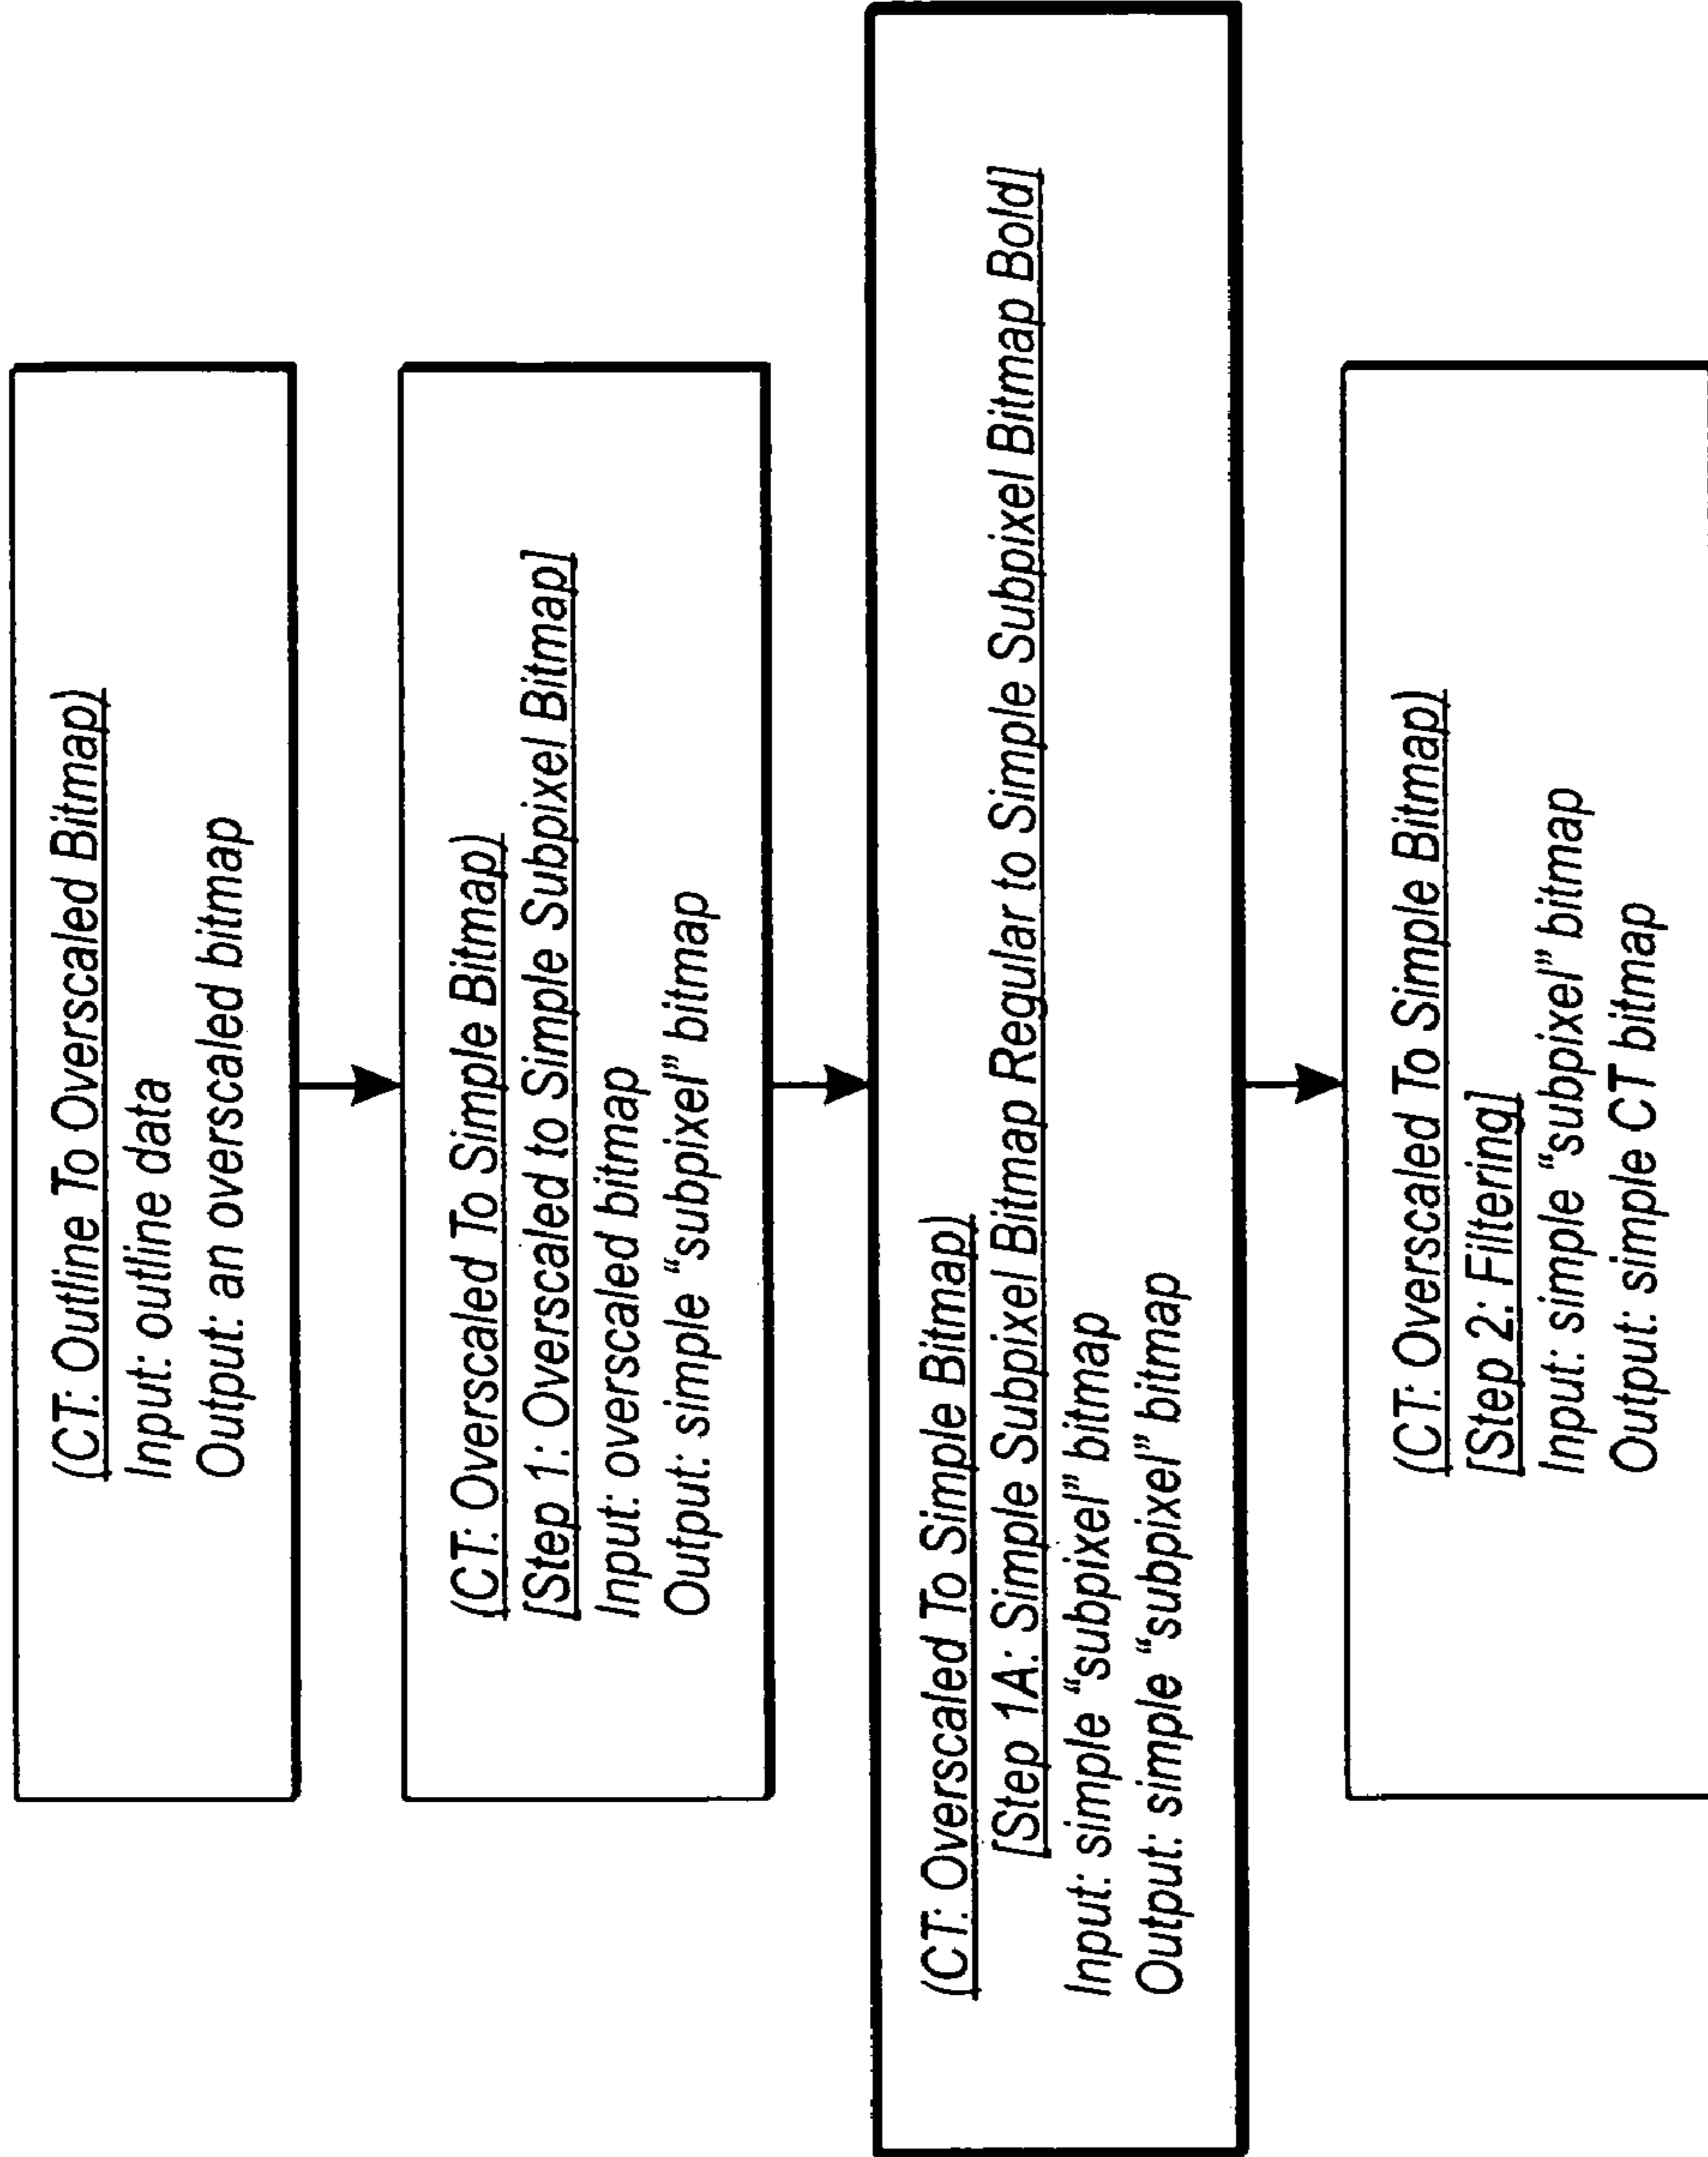 (CT: Outline To Overscaled Bitmap)
Input: outline data
Output: an overscaled bitmap
(CT: Overscaled To Simple Bitmap)
[Step 1: Overscaled to Simple Subpixel Bitmap]
Input: overscaled bitmap
Output: simple “subpixel” bitmap
(CT: Overscaled To Simple Bitmap)
[Step 1A: Simple Subpixel Bitmap Regular to Simple Subpixel Bitmap Bold]
Input: simple “subpixel” bitmap
Output: simple “subpixel” bitmap
(CT: Overscaled To Simple Bitmap)
[Step 2: Filtering]
Input: simple “subpixel” bitmap
Output: simple CT bitmap